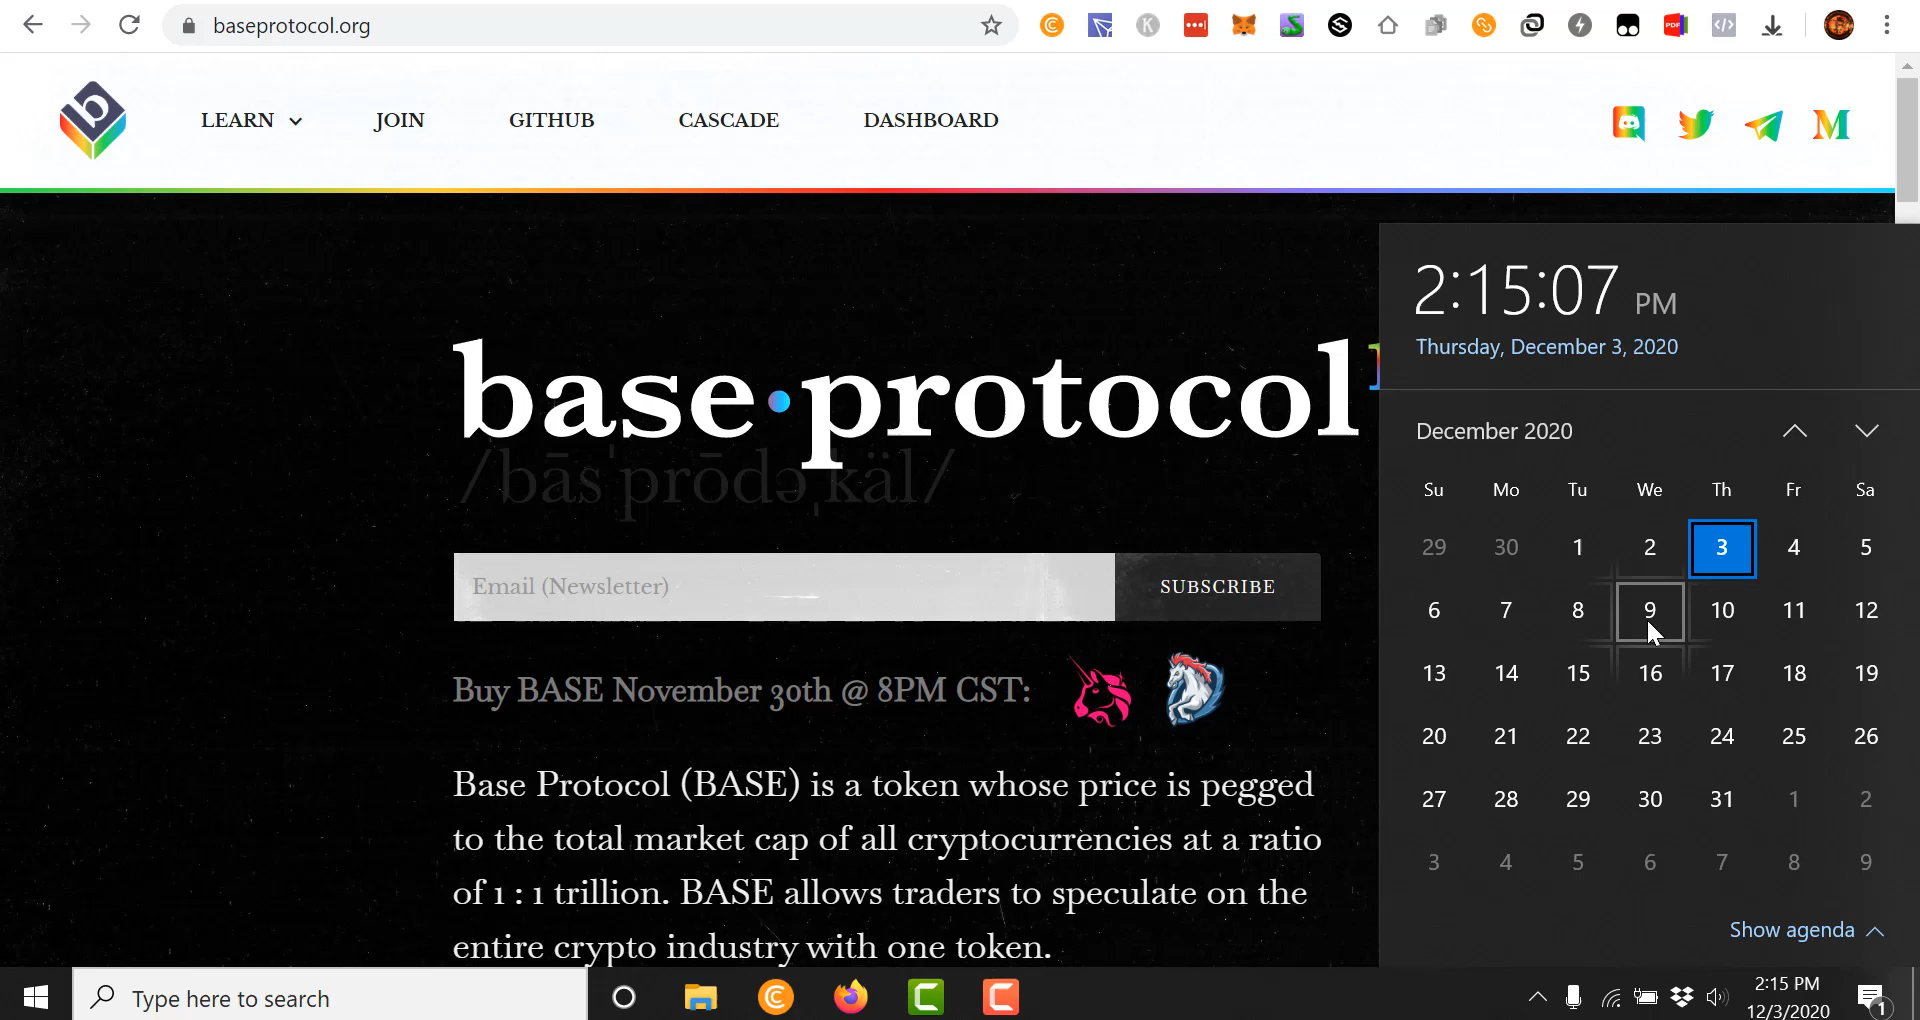 baseprotocol.org
LEARN JOIN GITHUB CASCADE DASHBOARD
2:15:07 PM
Thursday, December 3, 2020
base·protocol
/bāsˈprōdəˌkäl/
Email (Newsletter) SUBSCRIBE
Buy BASE November 30th @ 8PM CST:
Base Protocol (BASE) is a token whose price is pegged
to the total market cap of all cryptocurrencies at a ratio
of 1 : 1 trillion. BASE allows traders to speculate on the
entire crypto industry with one token.
December 2020
Su Mo Tu We Th Fr Sa
29 30 1 2 3 4 5
6 7 8 9 10 11 12
13 14 15 16 17 18 19
20 21 22 23 24 25 26
27 28 29 30 31 1 2
3 4 5 6 7 8 9
Show agenda
Type here to search
2:15 PM
12/3/2020
1